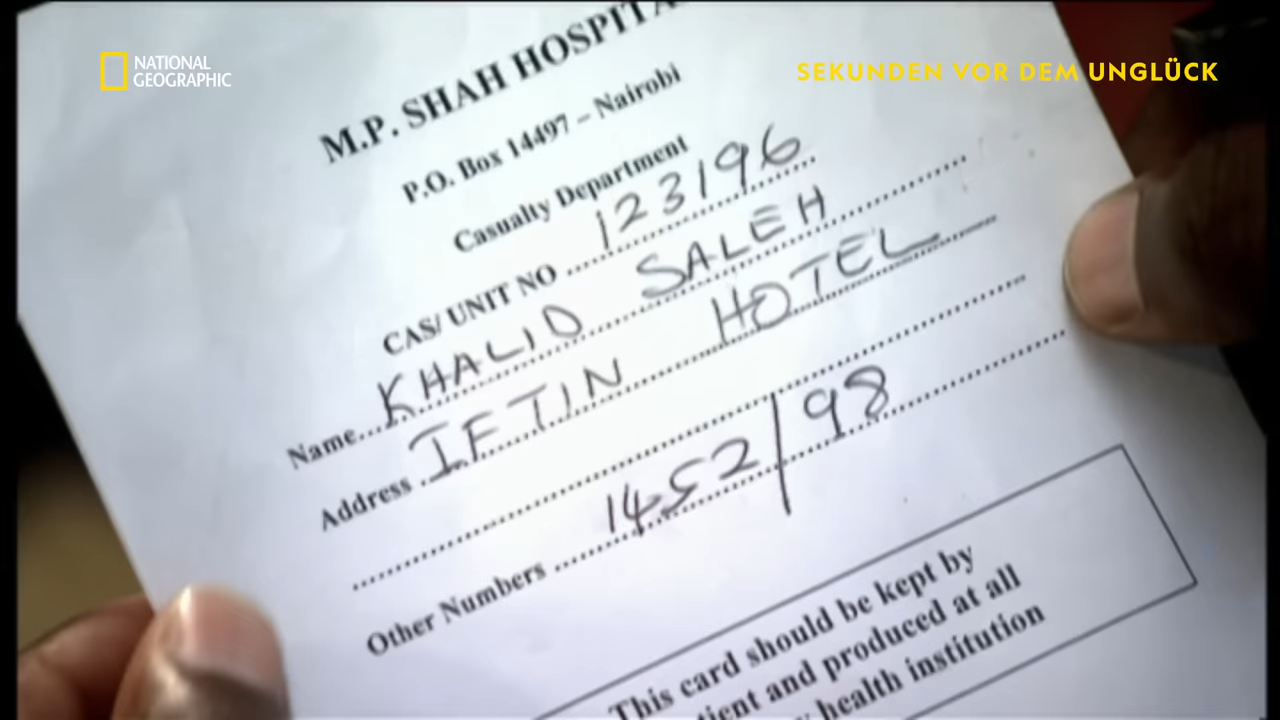 NATIONAL
GEOGRAPHIC
SEKUNDEN VOR DEM UNGLÜCK
M.P. SHAH
P.O. Box 14497 – Nairobi
Casualty Department
CAS/ UNIT NO 123196
Name KHALID SALEH
Address IFTIN HOTEL
Other Numbers 1452/98
This card should be kept by
and produced at all
health institution